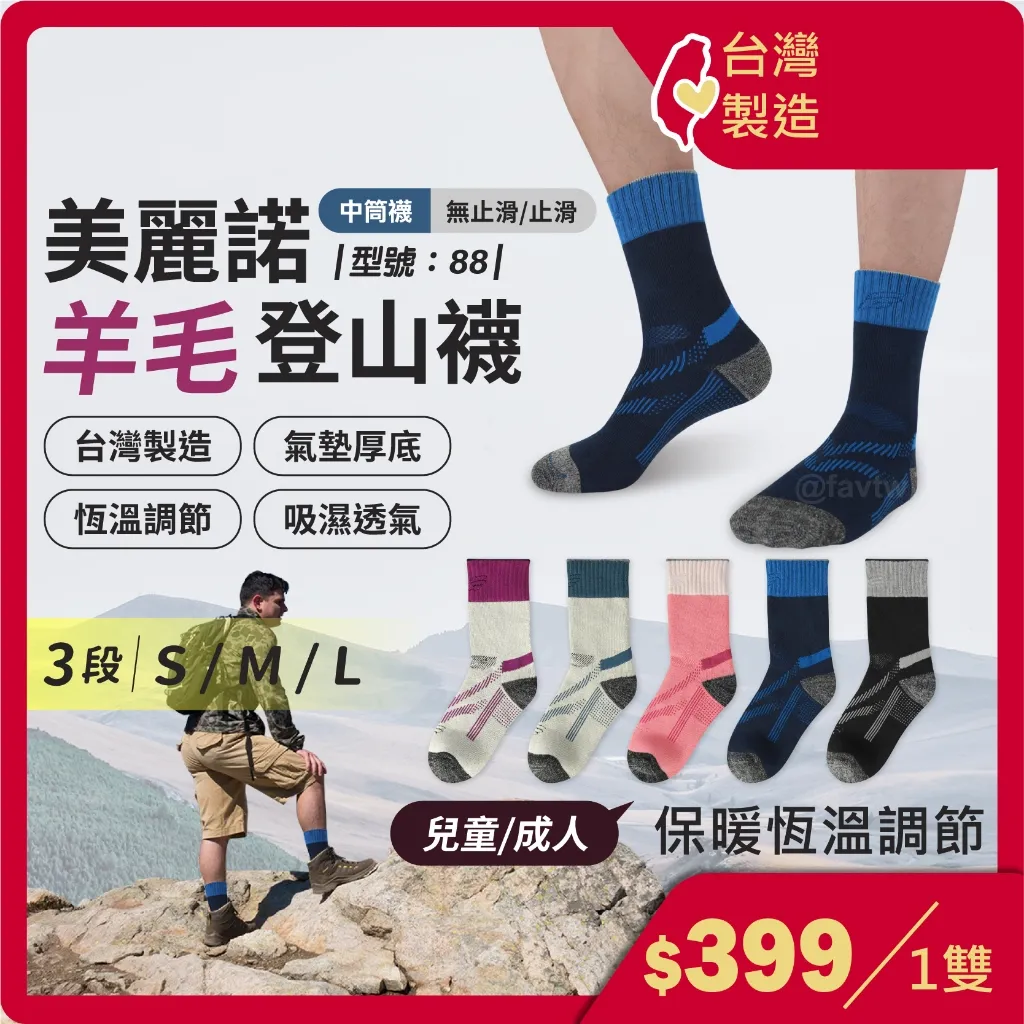 台灣
製造
美麗諾
中筒襪 無止滑/止滑
|型號：88|
羊毛登山襪
台灣製造 氣墊厚底
恆溫調節 吸濕透氣
@favtw
3段 | S / M / L
兒童/成人
保暖恆溫調節
$399/1雙